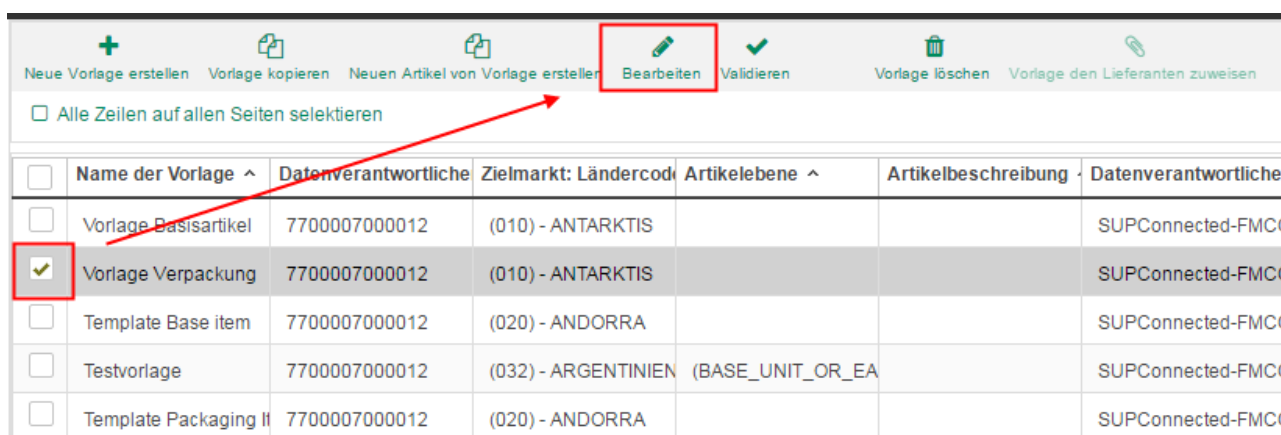 Neue Vorlage erstellen Vorlage kopieren Neuen Artikel von Vorlage erstellen Bearbeiten Validieren Vorlage löschen Vorlage den Lieferanten zuweisen
Alle Zeilen auf allen Seiten selektieren
Name der Vorlage Datenverantwortliche Zielmarkt: Ländercode Artikelebene Artikelbeschreibung Datenverantwortliche
Vorlage Basisartikel 7700007000012 (010) - ANTARKTIS SUPConnected-FMC
Vorlage Verpackung 7700007000012 (010) - ANTARKTIS SUPConnected-FMC
Template Base item 7700007000012 (020) - ANDORRA SUPConnected-FMC
Testvorlage 7700007000012 (032) - ARGENTINIEN (BASE_UNIT_OR_EA SUPConnected-FMC
Template Packaging It 7700007000012 (020) - ANDORRA SUPConnected-FMC